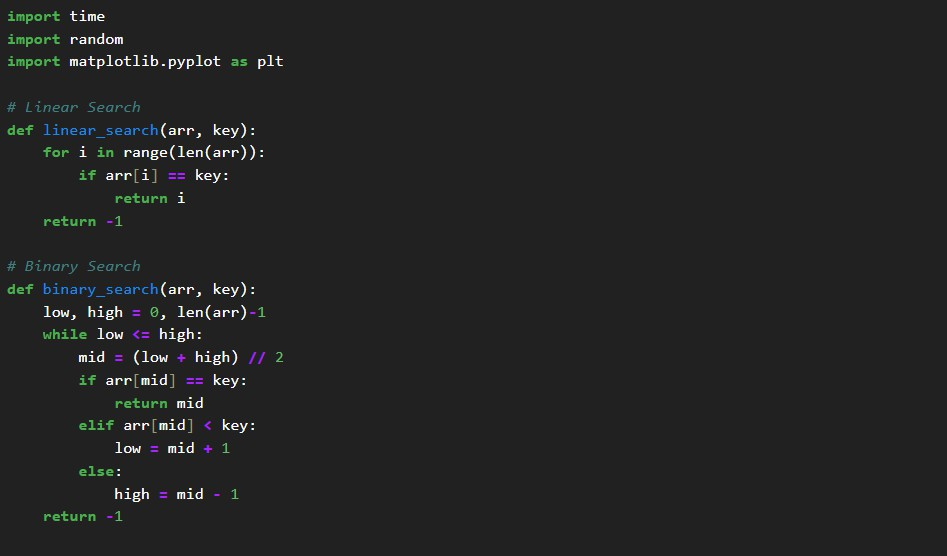 import time
import random
import matplotlib.pyplot as plt
# Linear Search
def linear_search(arr, key):
    for i in range(len(arr)):
        if arr[i] == key:
            return i
    return -1
# Binary Search
def binary_search(arr, key):
    low, high = 0, len(arr)-1
    while low <= high:
        mid = (low + high) // 2
        if arr[mid] == key:
            return mid
        elif arr[mid] < key:
            low = mid + 1
        else:
            high = mid - 1
    return -1